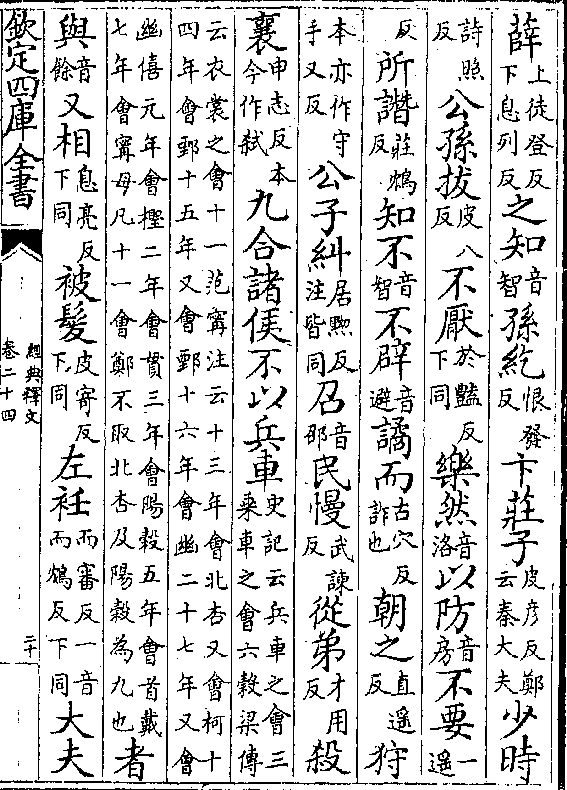 薛上徒登反下息列反之知音智孫紇恨發反卞莊子皮彦反鄭云秦大夫少時
詩照反公孫拔皮八反不厭於豔反下同樂然音洛以防音房不要一遥
反所譖莊鴆反知不音智不辟音避譎而古穴反詐也朝之直遥反狩
本亦作守手又反公子糾居黝反注皆同召音邵民慢武諫反從弟才用反殺
襄申志反本今作弑九合諸侯不以兵車史記云兵車之會三乘車之會六穀梁傳
云衣裳之會十一范寗注云十三年會北杏又會柯十四年會鄄十五年又會鄄十六年會幽二十七年又會
幽僖元年會檉二年會貫三年會陽穀五年會首戴七年會寗母凡十一會鄭不取北杏及陽穀為九也者
與音餘又相息亮反下同被髮皮寄反下同左衽而審反一音而鴆反下同大夫
欽定四庫全書
經典釋文
卷二十四
二十